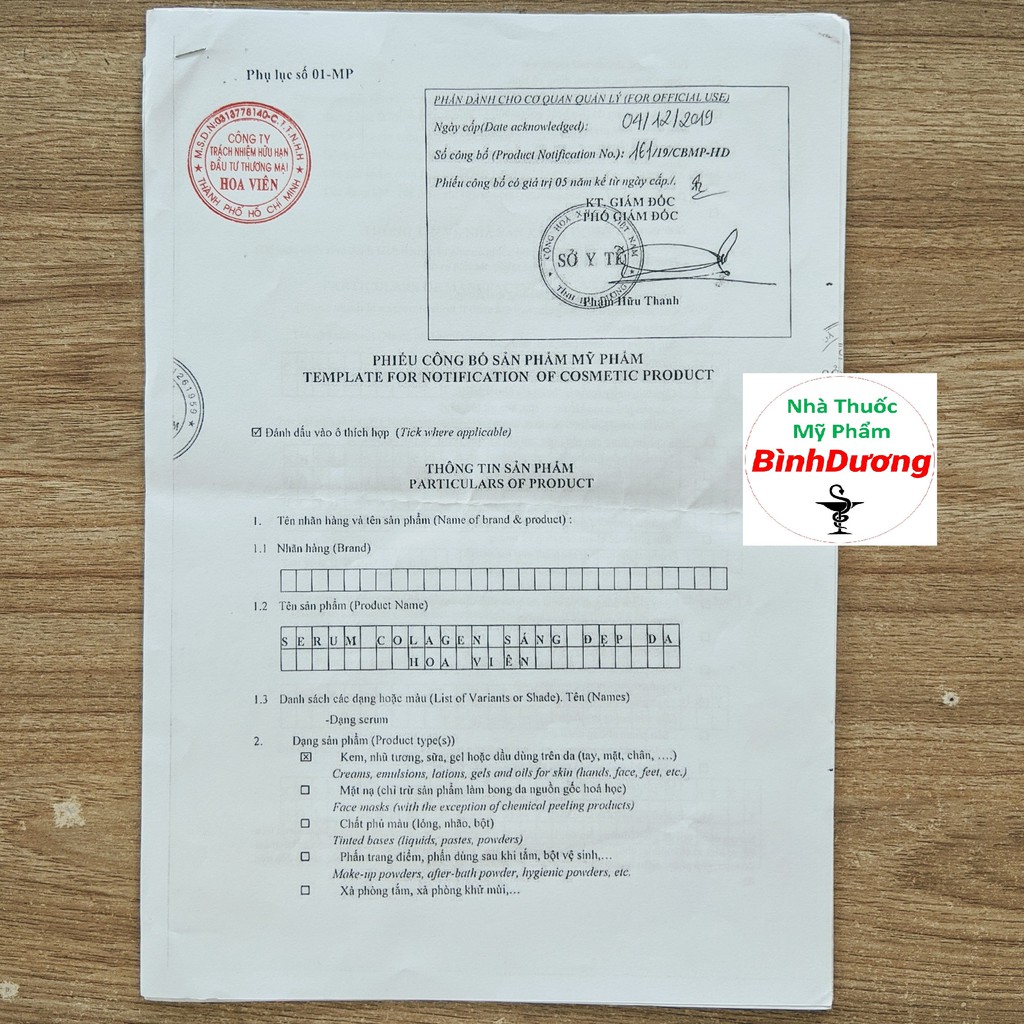 Phụ lục số 01-MP
M.S.D.N:0313778140-C.T.T.N.H.H
CÔNG TY
TRÁCH NHIỆM HỮU HẠN
ĐẦU TƯ THƯƠNG MẠI
HOA VIÊN
★ THÀNH PHỐ HỒ CHÍ MINH ★
PHẦN DÀNH CHO CƠ QUAN QUẢN LÝ (FOR OFFICIAL USE)
Ngày cấp(Date acknowledged): 04/12/2019
Số công bố (Product Notification No.): 161/19/CBMP-HD
Phiếu công bố có giá trị 05 năm kể từ ngày cấp./.
KT. GIÁM ĐỐC
PHÓ GIÁM ĐỐC
SỞ Y TẾ
Phạm Hữu Thanh
PHIẾU CÔNG BỐ SẢN PHẨM MỸ PHẨM
TEMPLATE FOR NOTIFICATION OF COSMETIC PRODUCT
1261959 ★
Nhà Thuốc
Mỹ Phẩm
BìnhDương
☑ Đánh dấu vào ô thích hợp (Tick where applicable)
THÔNG TIN SẢN PHẨM
PARTICULARS OF PRODUCT
1. Tên nhãn hàng và tên sản phẩm (Name of brand & product) :
1.1 Nhãn hàng (Brand)
1.2 Tên sản phẩm (Product Name)
SERUM COLAGEN SÁNG ĐẸP DA
HOA VIÊN
1.3 Danh sách các dạng hoặc màu (List of Variants or Shade). Tên (Names)
-Dạng serum
2. Dạng sản phẩm (Product type(s))
☒ Kem, nhũ tương, sữa, gel hoặc dầu dùng trên da (tay, mặt, chân, ….)
Creams, emulsions, lotions, gels and oils for skin (hands, face, feet, etc.)
☐ Mặt nạ (chỉ trừ sản phẩm làm bong da nguồn gốc hoá học)
Face masks (with the exception of chemical peeling products)
☐ Chất phủ màu (lỏng, nhão, bột)
Tinted bases (liquids, pastes, powders)
☐ Phấn trang điểm, phấn dùng sau khi tắm, bột vệ sinh,…
Make-up powders, after-bath powder, hygienic powders, etc.
☐ Xà phòng tắm, xà phòng khử mùi,…